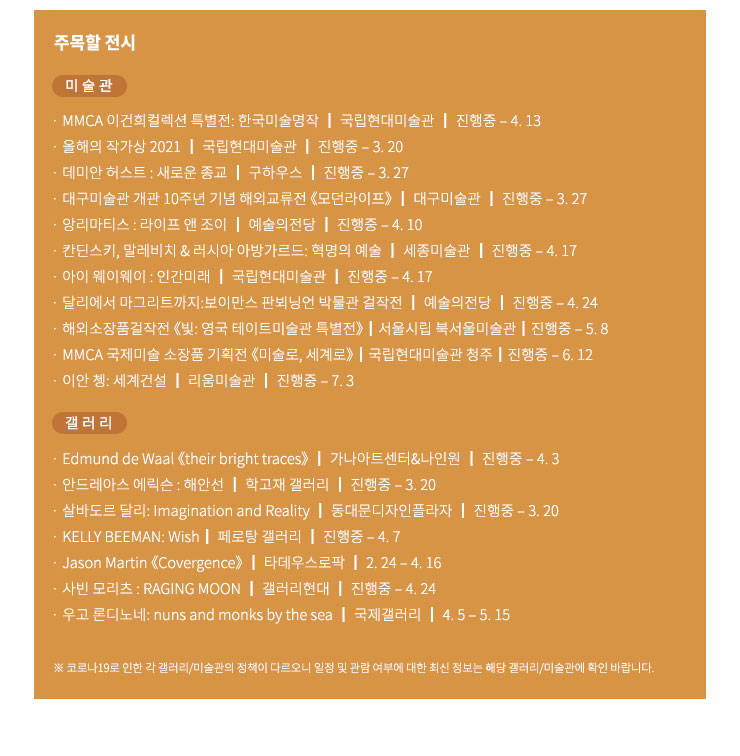 주목할 전시
미 술 관
· MMCA 이건희컬렉션 특별전: 한국미술명작 | 국립현대미술관 | 진행중 – 4. 13
· 올해의 작가상 2021 | 국립현대미술관 | 진행중 – 3. 20
· 데미안 허스트 : 새로운 종교 | 구하우스 | 진행중 – 3. 27
· 대구미술관 개관 10주년 기념 해외교류전 《모던라이프》 | 대구미술관 | 진행중 – 3. 27
· 앙리마티스 : 라이프 앤 조이 | 예술의전당 | 진행중 – 4. 10
· 칸딘스키, 말레비치 & 러시아 아방가르드: 혁명의 예술 | 세종미술관 | 진행중 – 4. 17
· 아이 웨이웨이 : 인간미래 | 국립현대미술관 | 진행중 – 4. 17
· 달리에서 마그리트까지:보이만스 판뵈닝언 박물관 걸작전 | 예술의전당 | 진행중 – 4. 24
· 해외소장품걸작전 《빛: 영국 테이트미술관 특별전》 | 서울시립 북서울미술관 | 진행중 – 5. 8
· MMCA 국제미술 소장품 기획전 《미술로, 세계로》 | 국립현대미술관 청주 | 진행중 – 6. 12
· 이안 쳉: 세계건설 | 리움미술관 | 진행중 – 7. 3
갤 러 리
· Edmund de Waal 《their bright traces》 | 가나아트센터&나인원 | 진행중 – 4. 3
· 안드레아스 에릭슨 : 해안선 | 학고재 갤러리 | 진행중 – 3. 20
· 살바도르 달리: Imagination and Reality | 동대문디자인플라자 | 진행중 – 3. 20
· KELLY BEEMAN: Wish | 페로탕 갤러리 | 진행중 – 4. 7
· Jason Martin 《Covergence》 | 타데우스로팍 | 2. 24 – 4. 16
· 사빈 모리츠 : RAGING MOON | 갤러리현대 | 진행중 – 4. 24
· 우고 론디노네: nuns and monks by the sea | 국제갤러리 | 4. 5 – 5. 15
※ 코로나19로 인한 각 갤러리/미술관의 정책이 다르오니 일정 및 관람 여부에 대한 최신 정보는 해당 갤러리/미술관에 확인 바랍니다.